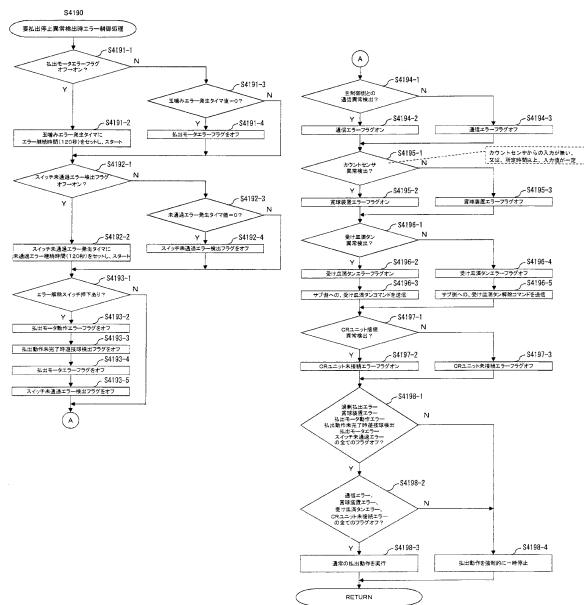 S4190
要払出停止異常検出時エラー制御処理
S4191-1
払出モータエラーフラグ
オフ→オン？
N
Y
S4191-3
玉噛みエラー発生タイマ値＝0？
N
Y
S4191-2
玉噛みエラー発生タイマに
エラー継続時間(120秒)をセットし、スタート
S4191-4
払出モータエラーフラグをオフ
S4192-1
スイッチ未通過エラー検出フラグ
オフ→オン？
N
Y
S4192-3
未通過エラー発生タイマ値＝0？
N
Y
S4192-2
スイッチ未通過エラー発生タイマに
未通過エラー継続時間(120秒)をセットし、スタート
S4192-4
スイッチ未通過エラー検出フラグをオフ
S4193-1
エラー解除スイッチ押下あり？
N
Y
S4193-2
払出モータ動作エラーフラグをオフ
S4193-3
払出動作未完了時遊技球検出フラグをオフ
S4193-4
払出モータエラーフラグをオフ
S4193-5
スイッチ未通過エラー検出フラグをオフ
A
A
S4194-1
主制御側との
通信異常検出？
N
Y
S4194-2
通信エラーフラグオン
S4194-3
通信エラーフラグオフ
S4195-1
カウントセンサ
異常検出？
N
Y
カウントセンサからの入力が無い、
又は、所定時間以上、入力値が一定
S4195-2
賞球装置エラーフラグオン
S4195-3
賞球装置エラーフラグオフ
S4196-1
受け皿満タン
異常検出？
N
Y
S4196-2
受け皿満タンエラーフラグオン
S4196-4
受け皿満タンエラーフラグオフ
S4196-3
サブ側への、受け皿満タンコマンドを送信
S4196-5
サブ側への、受け皿満タン解除コマンドを送信
S4197-1
CRユニット接続
異常検出？
N
Y
S4197-2
CRユニット未接続エラーフラグオン
S4197-3
CRユニット未接続エラーフラグオフ
S4198-1
過剰払出エラー
賞球装置エラー
払出モータ動作エラー
払出動作未完了時遊技球検出
払出モータエラー
スイッチ未通過エラー
の全てのフラグオフ？
N
Y
S4198-2
通信エラー、
賞球装置エラー、
受け皿満タンエラー、
CRユニット未接続エラー
の全てのフラグオフ？
N
Y
S4198-3
通常の払出動作を実行
S4198-4
払出動作を強制的に一時停止
RETURN